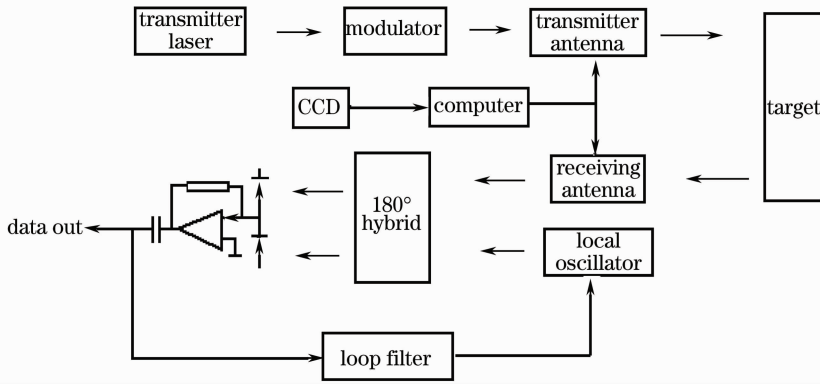 transmitter
laser
modulator
transmitter
antenna
CCD
computer
target
receiving
antenna
180°
hybrid
data out
local
oscillator
loop filter